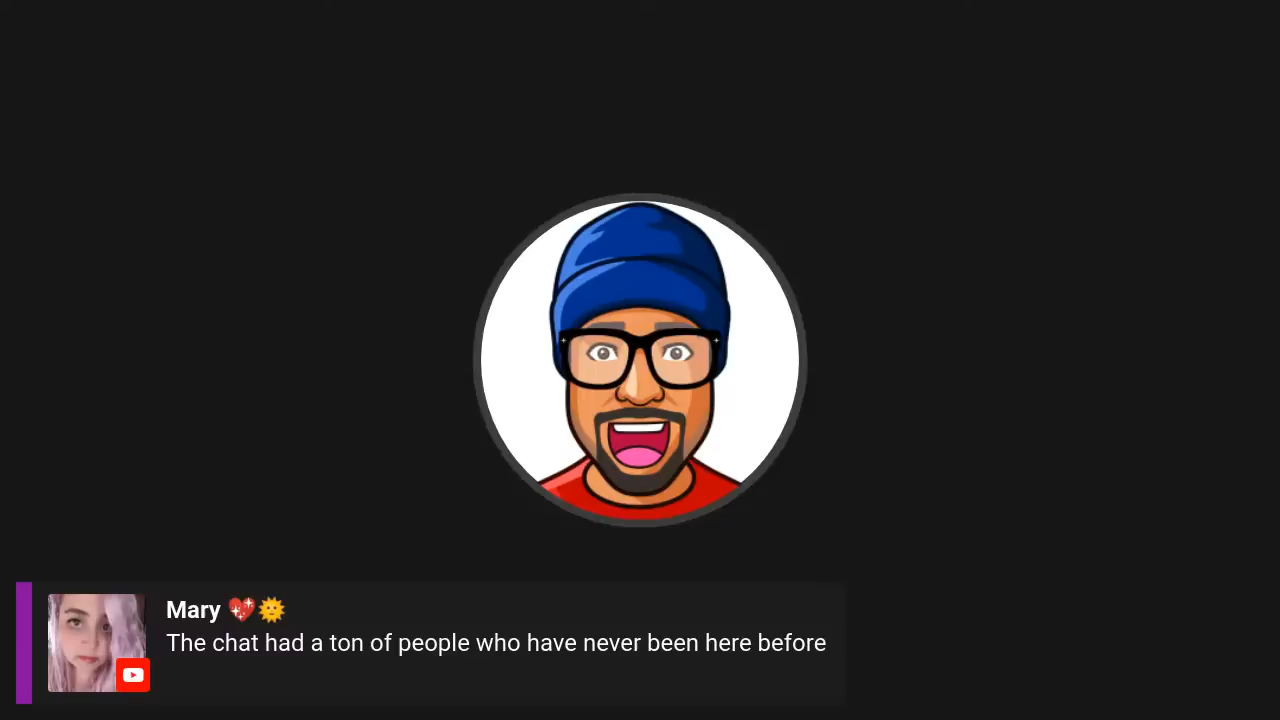 Mary 💖🌞
The chat had a ton of people who have never been here before